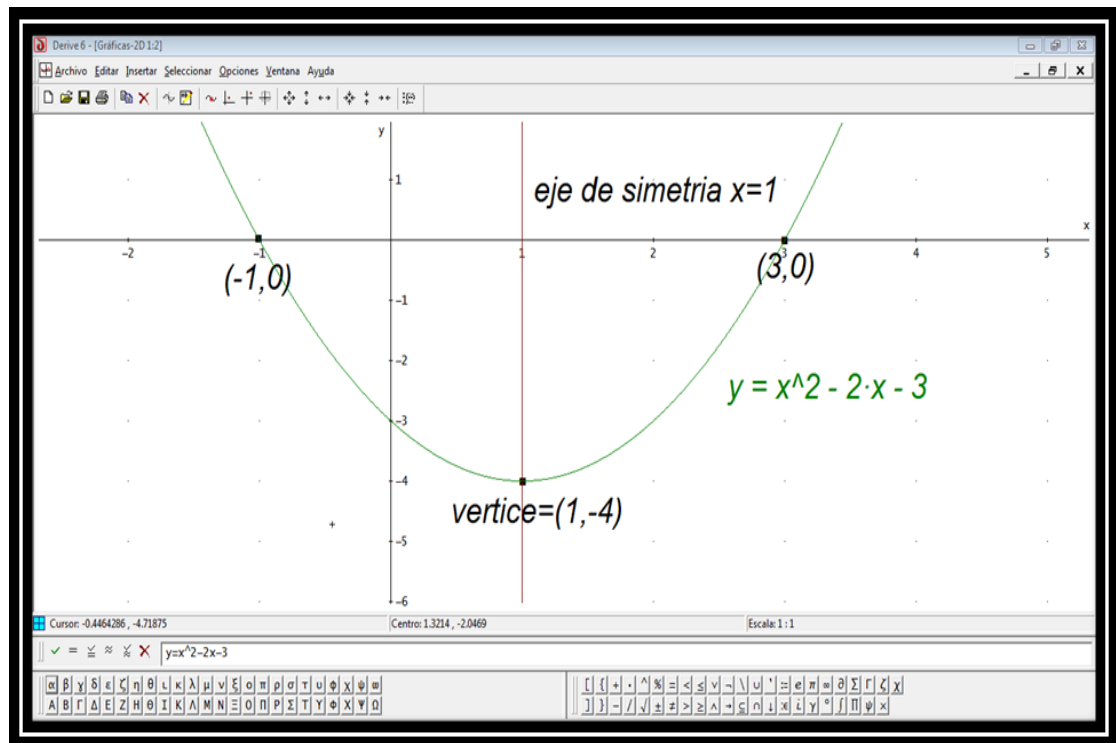 Derive 6 - [Gráficas-2D 1:2]
Archivo Editar Insertar Seleccionar Opciones Ventana Ayuda
y
1
eje de simetria x=1
x
-2 -1 1 2 3 4 5
(-1,0) (3,0)
-1
-2
y = x^2 - 2·x - 3
-3
-4
vertice=(1,-4)
-5
-6
Cursor: -0.4464286 , -4.71875 Centro: 1.3214 , -2.0469 Escala: 1 : 1
y=x^2-2x-3
α β γ δ ε ζ η θ ι κ λ μ ν ξ ο π ρ σ τ υ φ χ ψ ω
Α Β Γ Δ Ε Ζ Η Θ Ι Κ Λ Μ Ν Ξ Ο Π Ρ Σ Τ Υ Φ Χ Ψ Ω